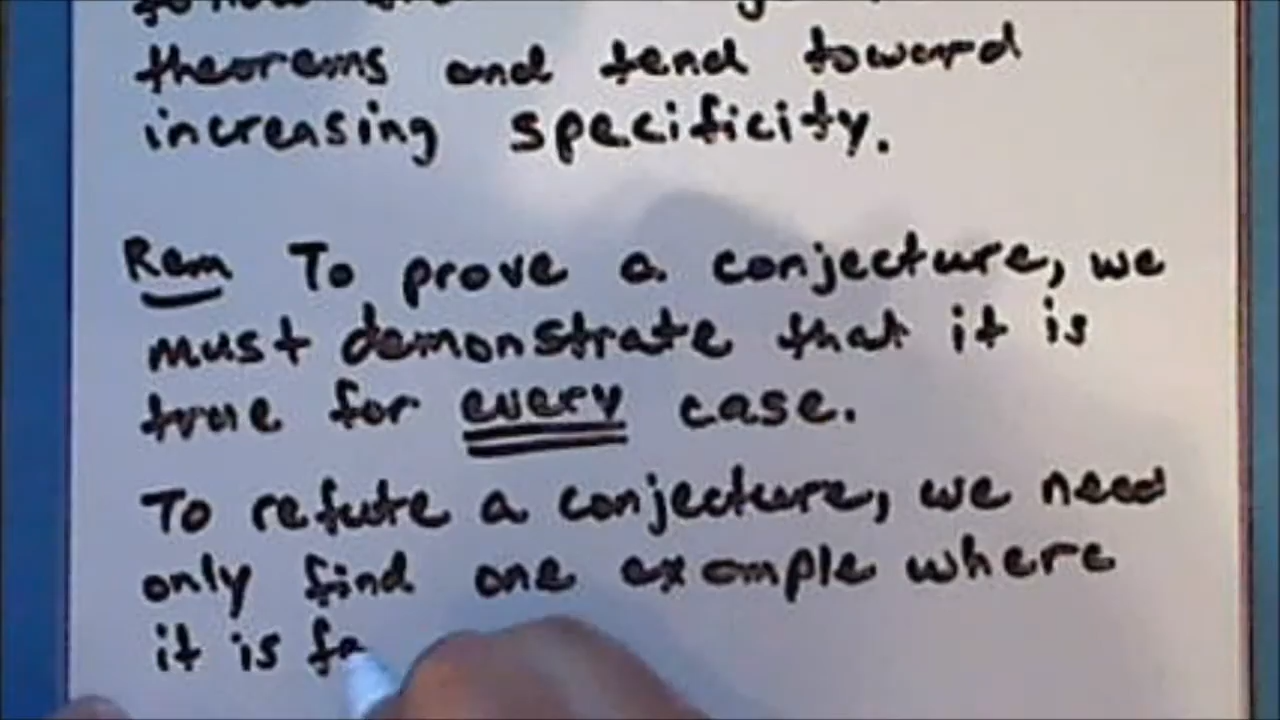 theorems and tend toward
increasing specificity.
Rem To prove a conjecture, we
must demonstrate that it is
true for every case.
To refute a conjecture, we need
only find one example where
it is fa